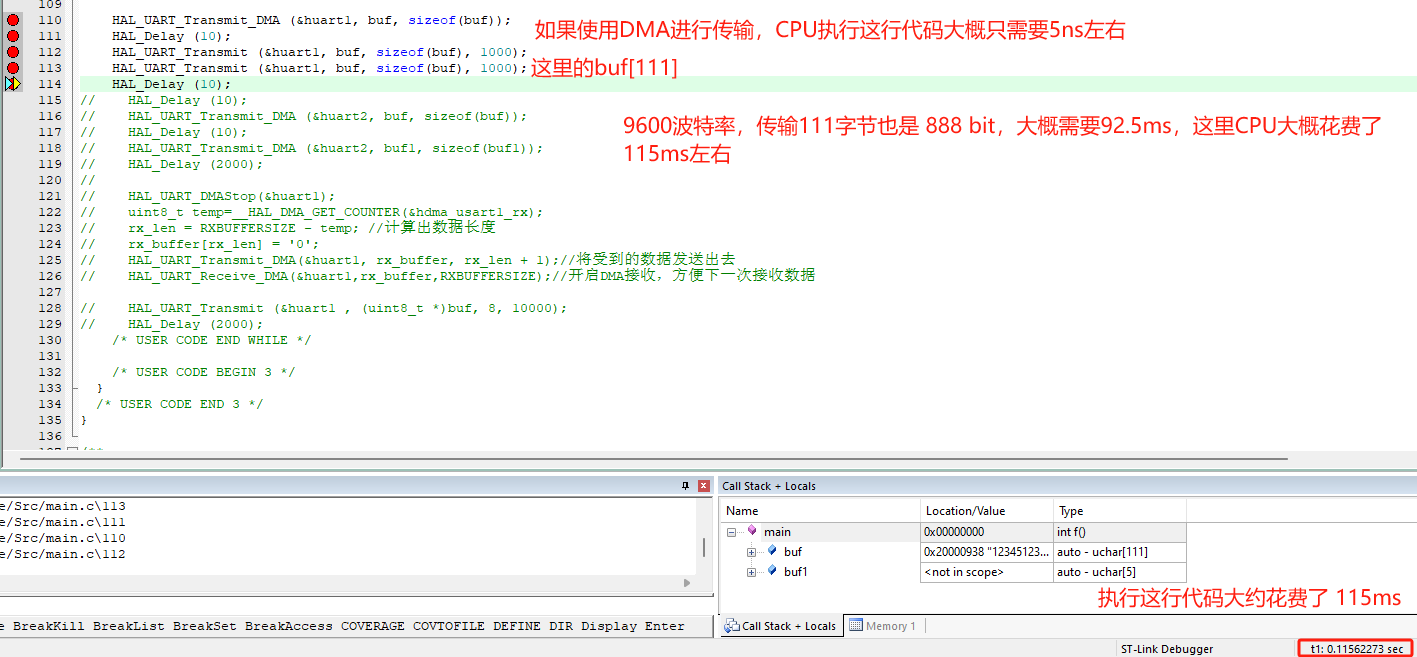 109
110 HAL_UART_Transmit_DMA (&huart1, buf, sizeof(buf));
如果使用DMA进行传输，CPU执行这行代码大概只需要5ns左右
111 HAL_Delay (10);
112 HAL_UART_Transmit (&huart1, buf, sizeof(buf), 1000);
113 HAL_UART_Transmit (&huart1, buf, sizeof(buf), 1000);
这里的buf[111]
114 HAL_Delay (10);
115 // HAL_Delay (10);
116 // HAL_UART_Transmit_DMA (&huart2, buf, sizeof(buf));
9600波特率，传输111字节也是 888 bit，大概需要92.5ms，这里CPU大概花费了
115ms左右
117 // HAL_Delay (10);
118 // HAL_UART_Transmit_DMA (&huart2, buf1, sizeof(buf1));
119 // HAL_Delay (2000);
120 //
121 // HAL_UART_DMAStop(&huart1);
122 // uint8_t temp=__HAL_DMA_GET_COUNTER(&hdma_usart1_rx);
123 // rx_len = RXBUFFERSIZE - temp; //计算出数据长度
124 // rx_buffer[rx_len] = '0';
125 // HAL_UART_Transmit_DMA(&huart1, rx_buffer, rx_len + 1);//将受到的数据发送出去
126 // HAL_UART_Receive_DMA(&huart1,rx_buffer,RXBUFFERSIZE);//开启DMA接收，方便下一次接收数据
127
128 // HAL_UART_Transmit (&huart1 , (uint8_t *)buf, 8, 10000);
129 // HAL_Delay (2000);
130 /* USER CODE END WHILE */
131
132 /* USER CODE BEGIN 3 */
133 }
134 /* USER CODE END 3 */
135 }
136
e/Src/main.c\113
e/Src/main.c\111
e/Src/main.c\110
e/Src/main.c\112
e BreakKill BreakList BreakSet BreakAccess COVERAGE COVTOFILE DEFINE DIR Display Enter
Call Stack + Locals
Name Location/Value Type
main 0x00000000 int f()
buf 0x20000938 "12345123... auto - uchar[111]
buf1 <not in scope> auto - uchar[5]
执行这行代码大约花费了 115ms
Call Stack + Locals Memory 1
ST-Link Debugger t1: 0.11562273 sec